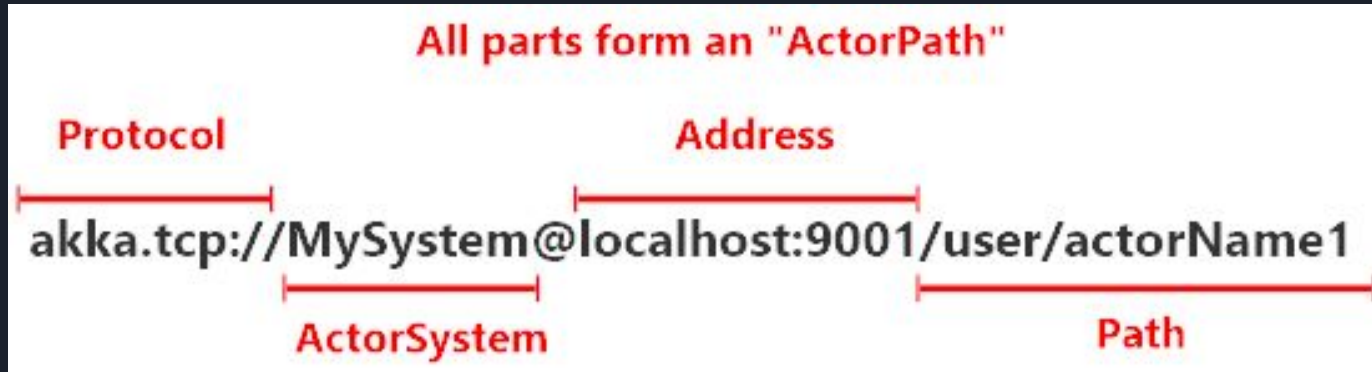 All parts form an "ActorPath"
Protocol Address
akka.tcp://MySystem@localhost:9001/user/actorName1
ActorSystem Path